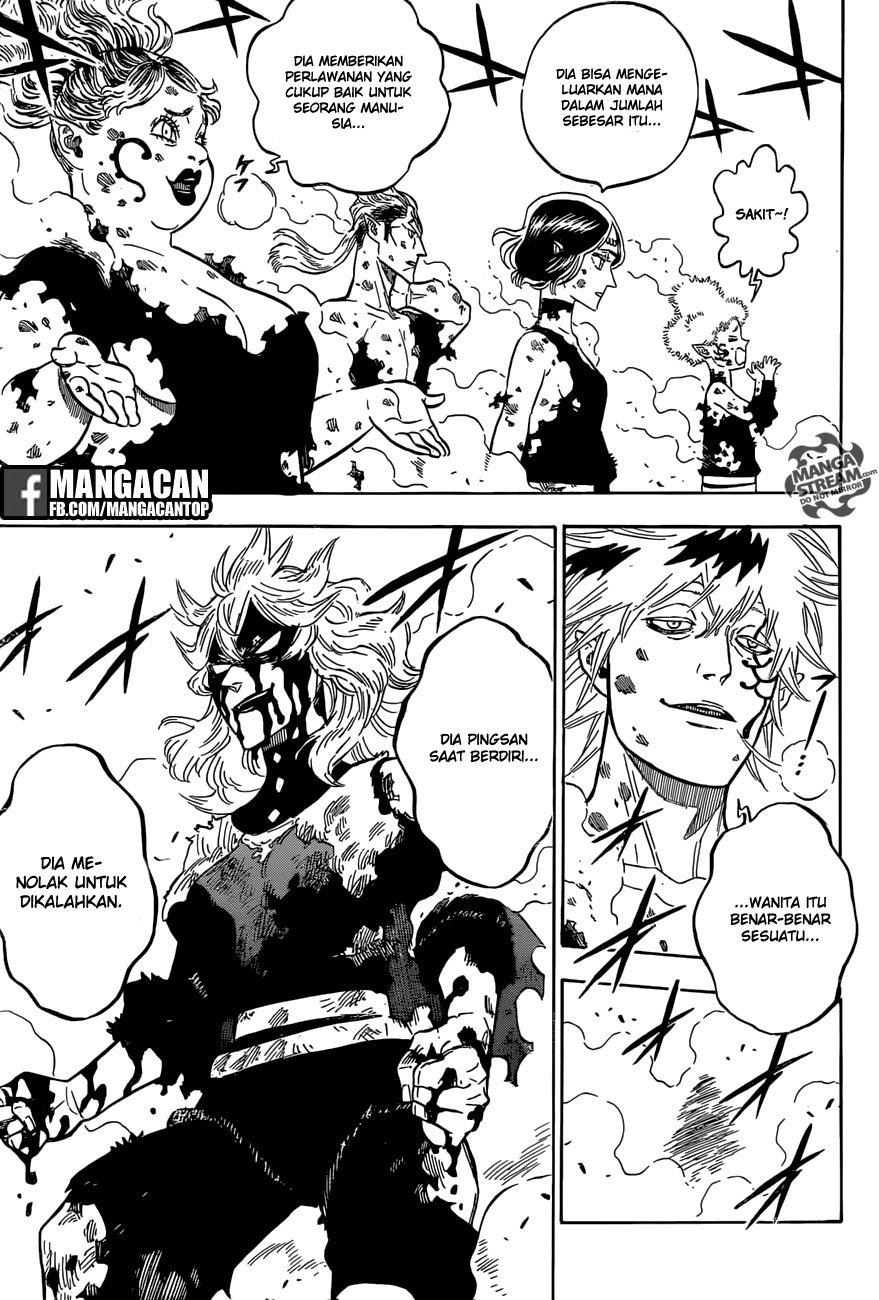 DIA BISA MENGE-
LUARKAN MANA
DALAM JUMLAH
SEBESAR ITU...
DIA MEMBERIKAN
PERLAWANAN YANG
CUKUP BAIK UNTUK
SEORANG MANU-
SIA...
SAKIT~!
MANGACAN
FB.COM/MANGACANTOP
MANGA
STREAM.com
DO NOT MIRROR!
...WANITA ITU
BENAR-BENAR
SESUATU...
DIA PINGSAN
SAAT BERDIRI...
DIA ME-
NOLAK UNTUK
DIKALAHKAN.